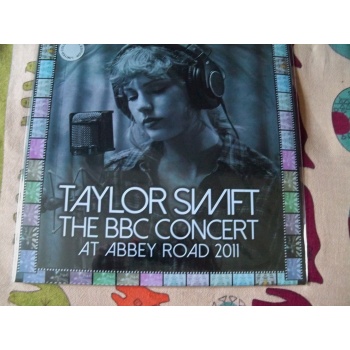 TAYLOR SWIFT
THE BBC CONCERT
AT ABBEY ROAD 2011